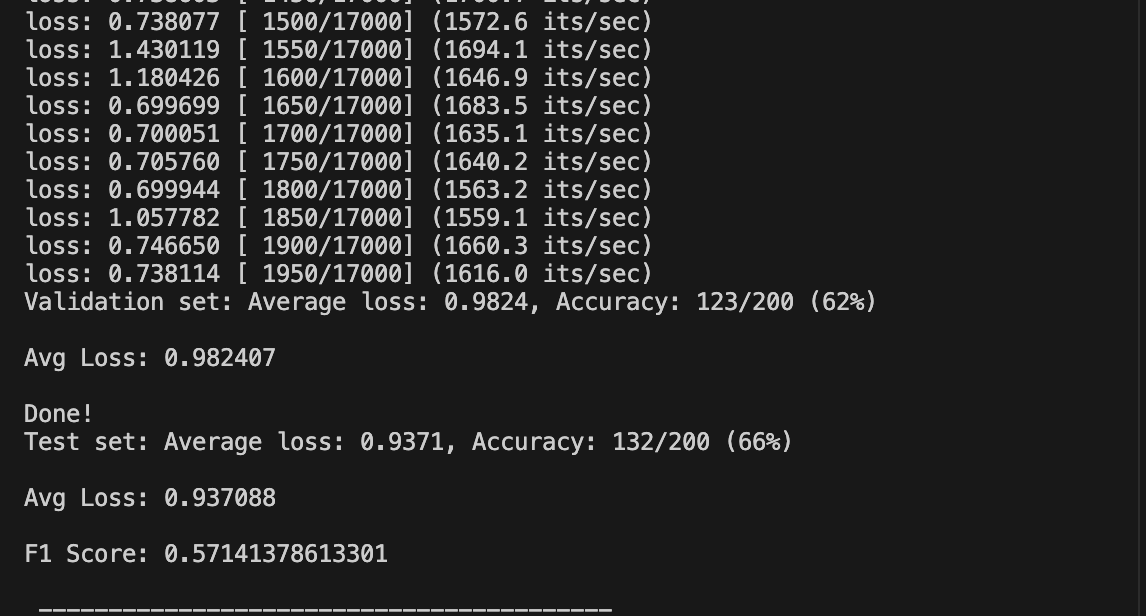 loss: 0.738077 [ 1500/17000] (1572.6 its/sec)
loss: 1.430119 [ 1550/17000] (1694.1 its/sec)
loss: 1.180426 [ 1600/17000] (1646.9 its/sec)
loss: 0.699699 [ 1650/17000] (1683.5 its/sec)
loss: 0.700051 [ 1700/17000] (1635.1 its/sec)
loss: 0.705760 [ 1750/17000] (1640.2 its/sec)
loss: 0.699944 [ 1800/17000] (1563.2 its/sec)
loss: 1.057782 [ 1850/17000] (1559.1 its/sec)
loss: 0.746650 [ 1900/17000] (1660.3 its/sec)
loss: 0.738114 [ 1950/17000] (1616.0 its/sec)
Validation set: Average loss: 0.9824, Accuracy: 123/200 (62%)
Avg Loss: 0.982407
Done!
Test set: Average loss: 0.9371, Accuracy: 132/200 (66%)
Avg Loss: 0.937088
F1 Score: 0.57141378613301
_________________________________________